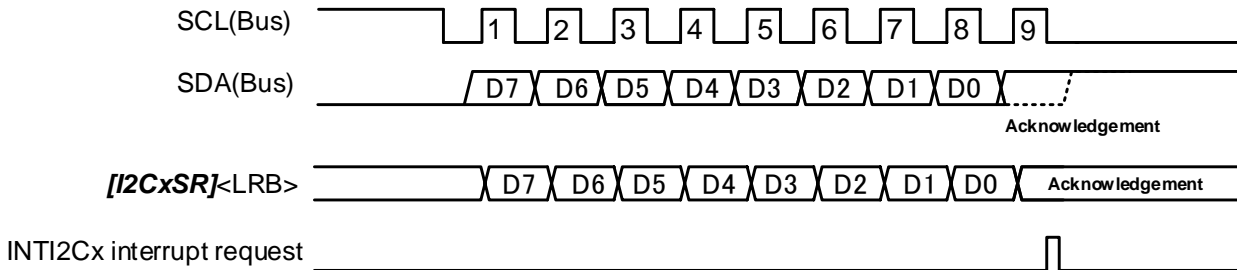 SCL(Bus) 1 2 3 4 5 6 7 8 9
SDA(Bus) D7 D6 D5 D4 D3 D2 D1 D0
Acknowledgement
[I2CxSR]<LRB> D7 D6 D5 D4 D3 D2 D1 D0 Acknowledgement
INTI2Cx interrupt request